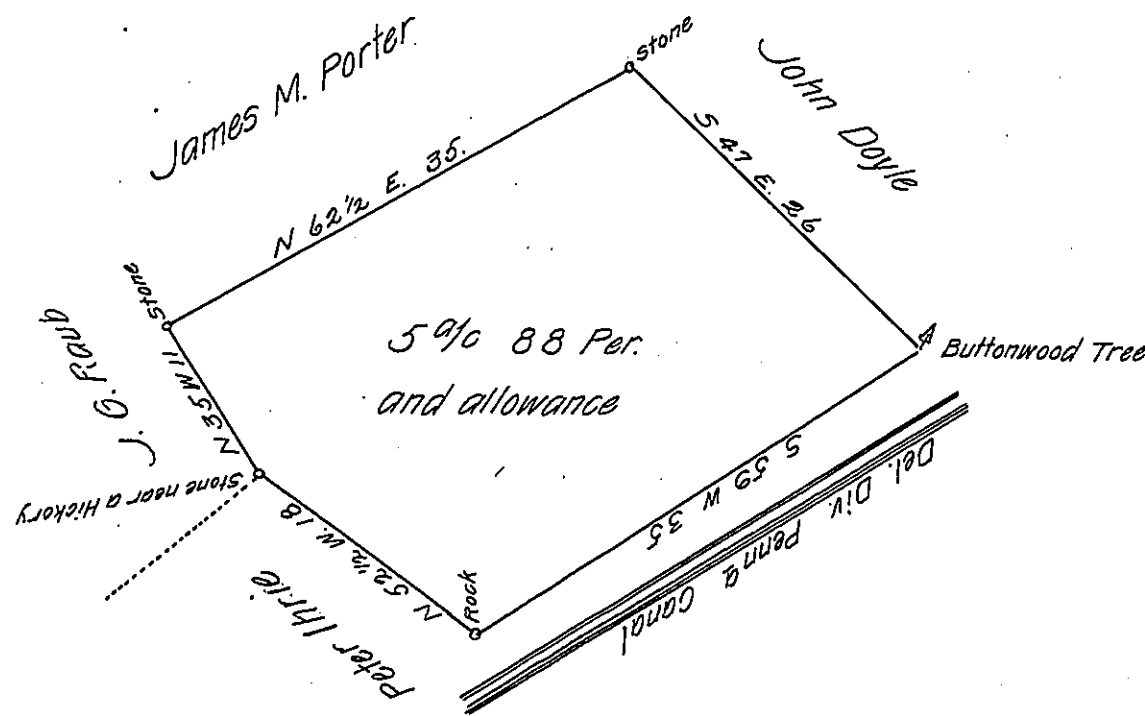 James M. Porter
stone
John Doyle
N 62½ E. 35.
S 47 E. 26
Stone
J. G. Raub
N 35 W 11
5 a/c 88 Per.
and allowance
Buttonwood Tree
Stone near a Hickory
N 52½ W. 18
Peter Ihrie
Rock
S 59 W 35
Del. Div. Penna Canal